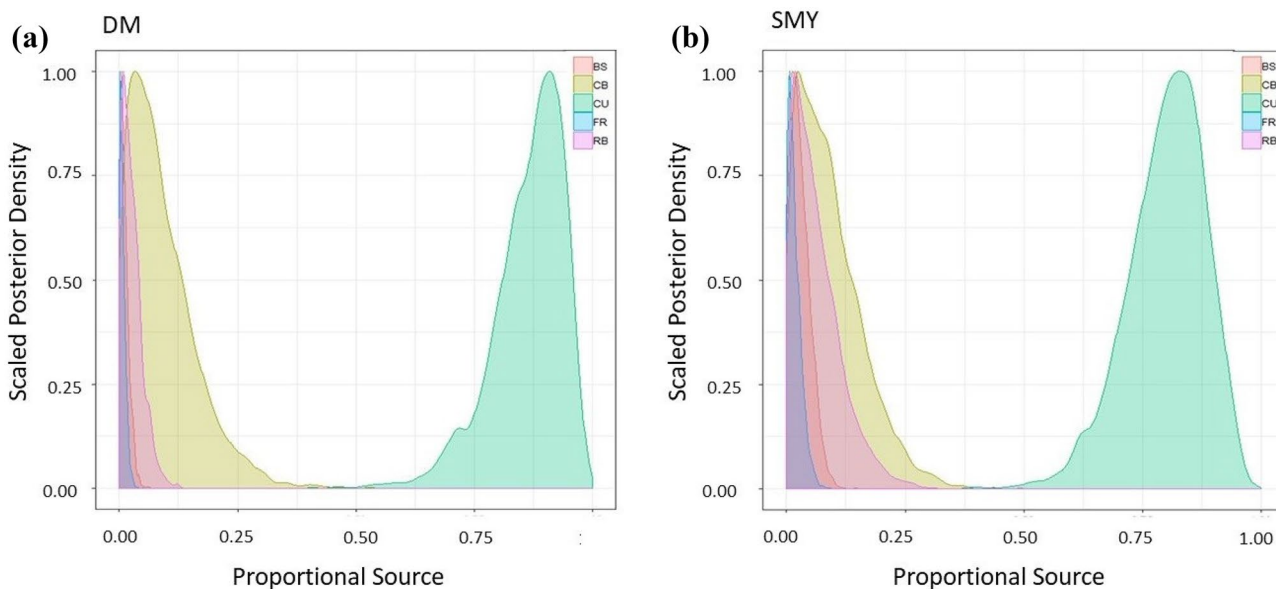 (a) DM
1.00
0.75
0.50
0.25
0.00
Scaled Posterior Density
0.00 0.25 0.50 0.75 :
Proportional Source
BS
CB
CU
FR
RB
(b) SMY
1.00
0.75
0.50
0.25
0.00
Scaled Posterior Density
0.00 0.25 0.50 0.75 1.00
Proportional Source
BS
CB
CU
FR
RB